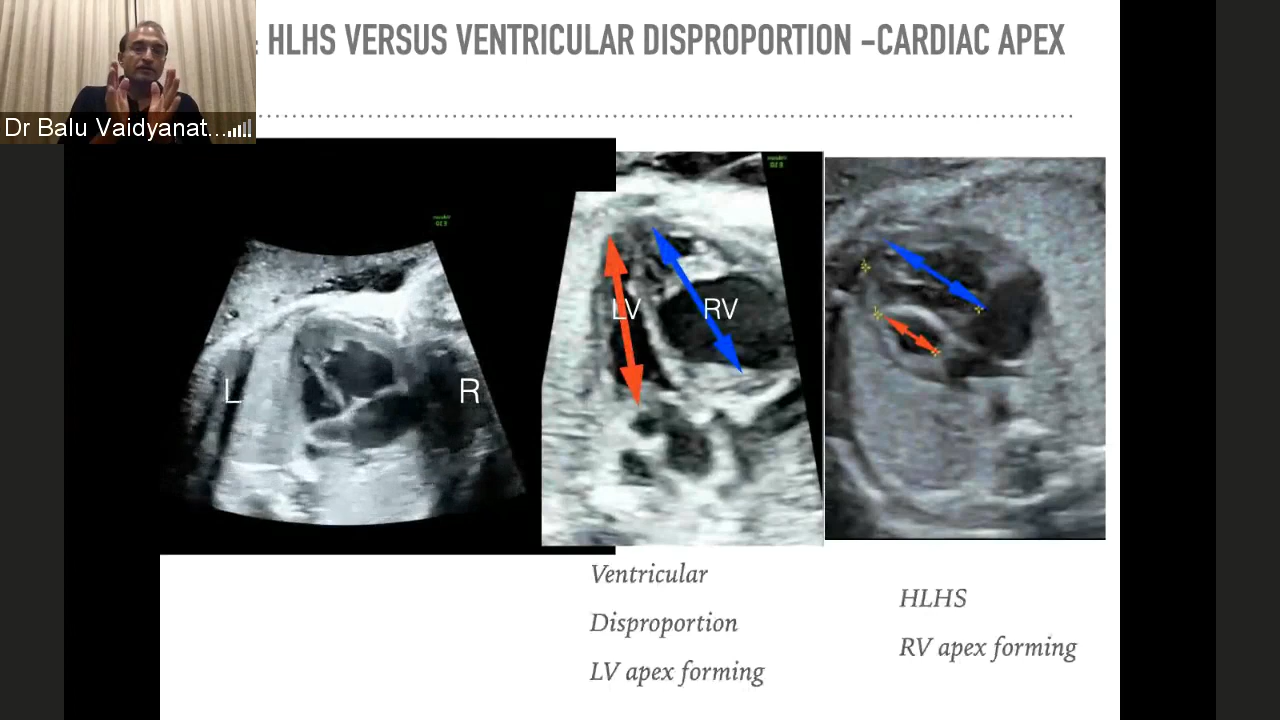 : HLHS VERSUS VENTRICULAR DISPROPORTION –CARDIAC APEX
Dr Balu Vaidyanat...
L
R
LV
RV
Ventricular
Disproportion
LV apex forming
HLHS
RV apex forming